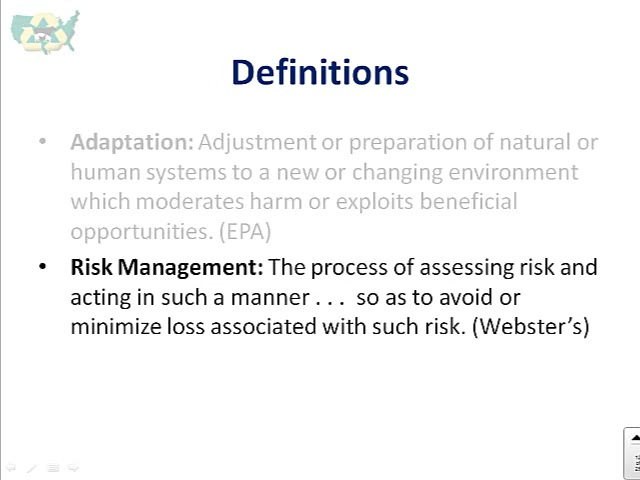 Definitions
• Adaptation: Adjustment or preparation of natural or
human systems to a new or changing environment
which moderates harm or exploits beneficial
opportunities. (EPA)
• Risk Management: The process of assessing risk and
acting in such a manner . . .  so as to avoid or
minimize loss associated with such risk. (Webster’s)